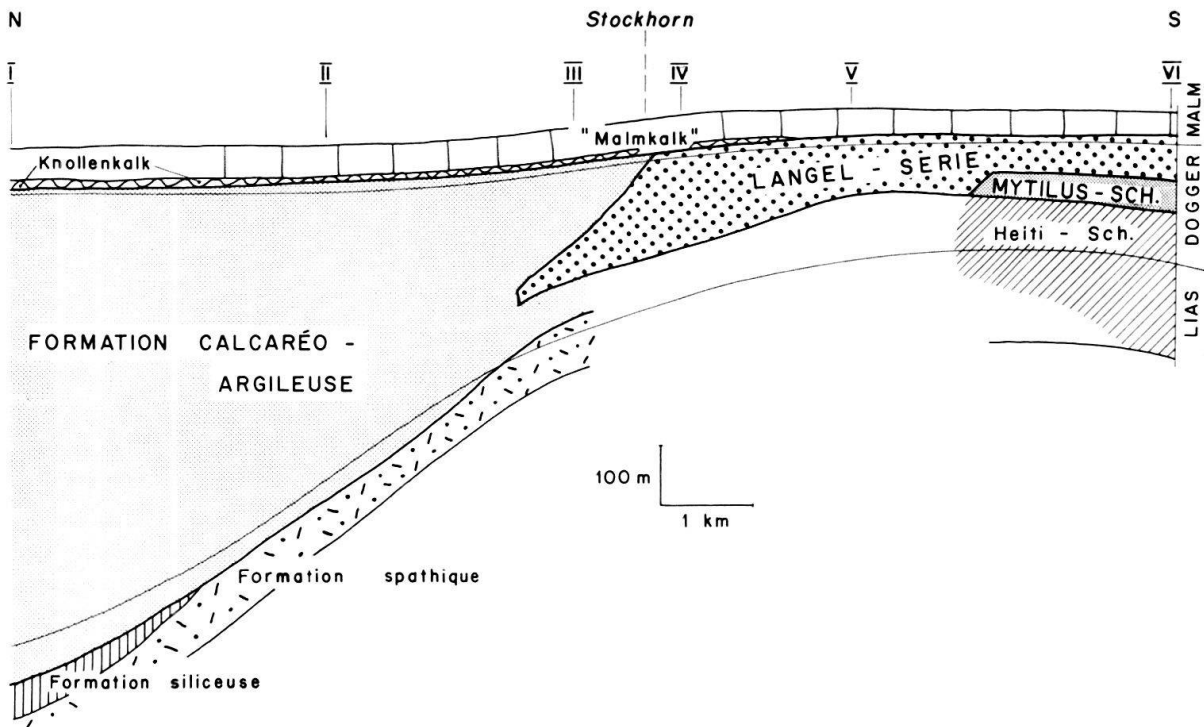 N
Stockhorn
S
I
II
III
IV
V
VI
"Malmkalk"
Knollenkalk
LANGEL - SERIE
MYTILUS - SCH.
Heiti - Sch.
MALM
DOGGER
LIAS
FORMATION CALCARÉO -
ARGILEUSE
100 m
1 km
Formation spathique
Formation siliceuse